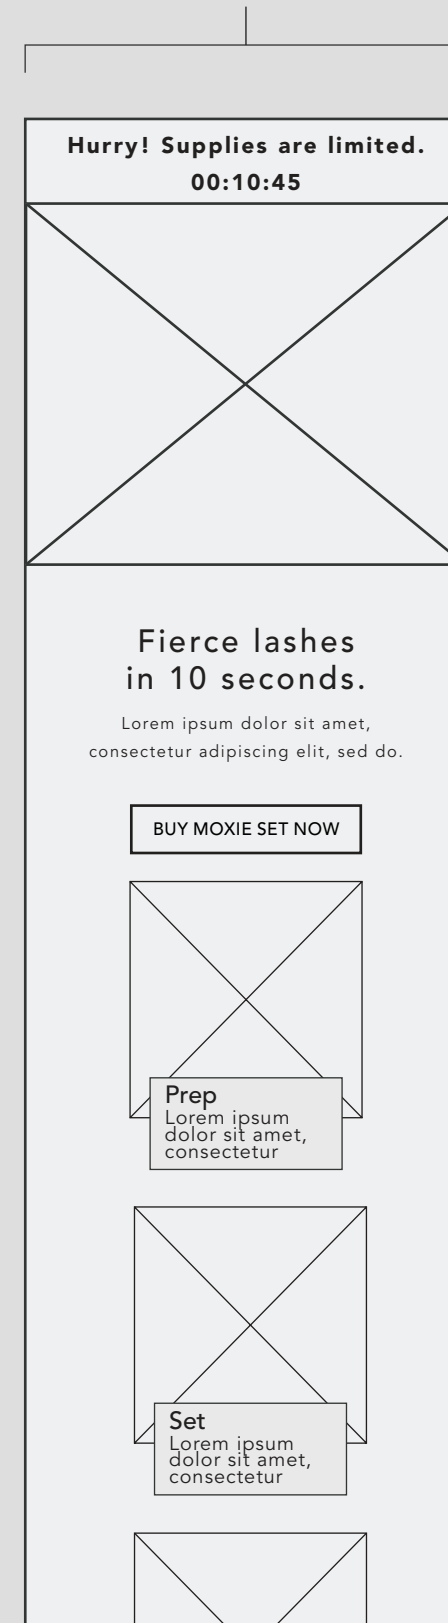 Hurry! Supplies are limited.
00:10:45
Fierce lashes
in 10 seconds.
Lorem ipsum dolor sit amet,
consectetur adipiscing elit, sed do.
BUY MOXIE SET NOW
Prep
Lorem ipsum
dolor sit amet,
consectetur
Set
Lorem ipsum
dolor sit amet,
consectetur